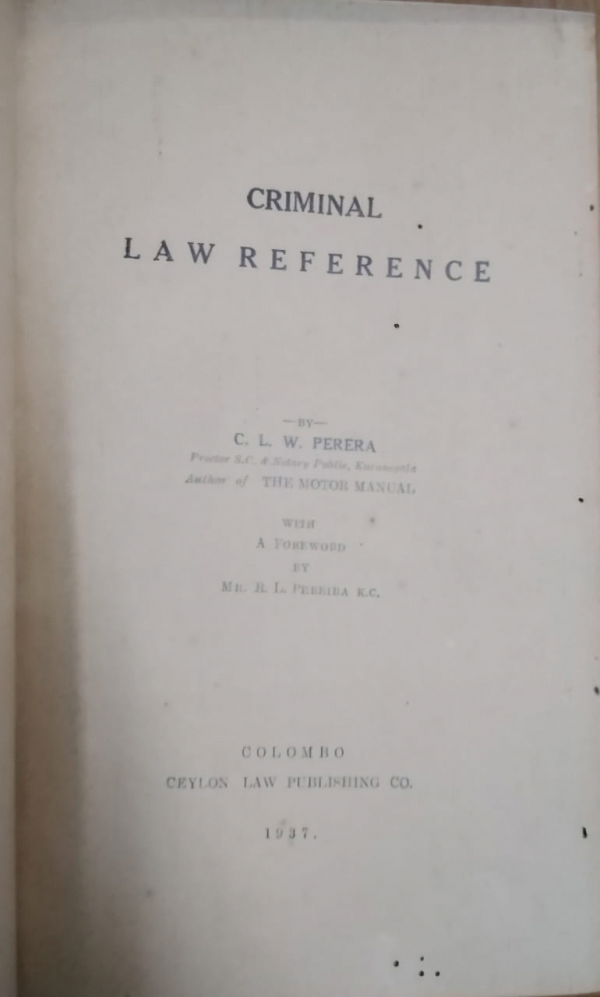 CRIMINAL
LAW REFERENCE
—BY—
C. L. W. PERERA
Proctor S.C. & Notary Public, Kurunegala
Author of THE MOTOR MANUAL
WITH
A FOREWORD
BY
MR. R. L. PEREIRA K.C.
COLOMBO
CEYLON LAW PUBLISHING CO.
1937.